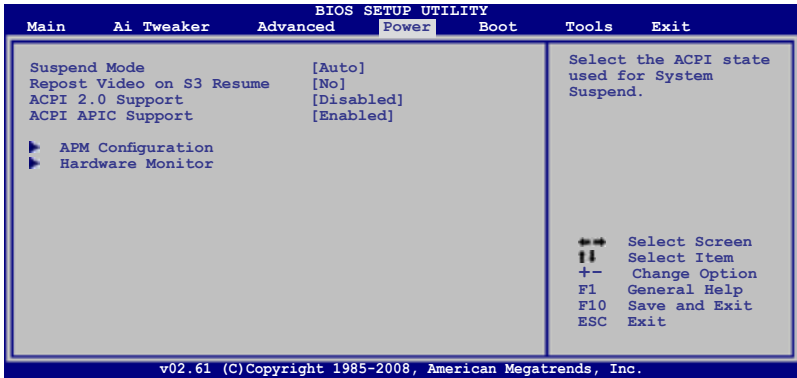 BIOS SETUP UTILITY
Main Ai Tweaker Advanced Power Boot Tools Exit
Suspend Mode [Auto]
Repost Video on S3 Resume [No]
ACPI 2.0 Support [Disabled]
ACPI APIC Support [Enabled]
APM Configuration
Hardware Monitor
Select the ACPI state
used for System
Suspend.
Select Screen
Select Item
+- Change Option
F1 General Help
F10 Save and Exit
ESC Exit
v02.61 (C)Copyright 1985-2008, American Megatrends, Inc.